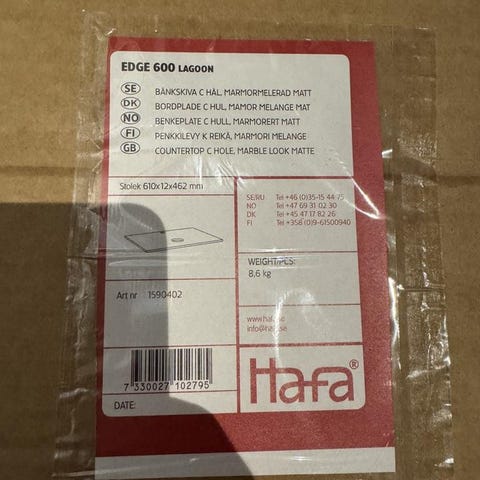 EDGE 600 LAGOON
SE BÄNKSKIVA C HÅL, MARMORMELERAD MATT
DK BORDPLADE C HUL, MAMOR MELANGE MAT
NO BENKEPLATE C HULL, MARMORERT MATT
FI PENKKILEVY K REIKÄ, MARMORI MELANGE
GB COUNTERTOP C HOLE, MARBLE LOOK MATTE
Stolek 610x12x462 mm
SE/RU Tel +46 (0)35-15 44 75
NO Tel +47 69 31 02 30
DK Tel +45 47 17 82 26
FI Tel +358 (0)9-61500940
WEIGHT/PCS:
8,6 kg
Art nr 1590402
www.hafa.se
info@hafa.se
7 330027 102795
Hafa®
DATE: